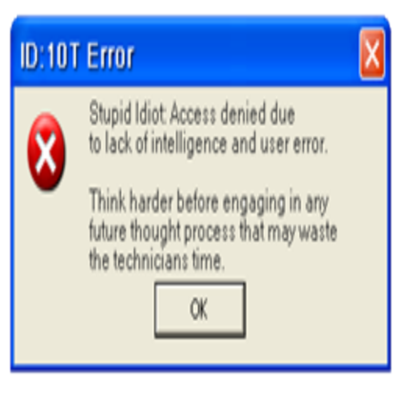 ID:10T Error
Stupid Idiot: Access denied due
to lack of intelligence and user error.
Think harder before engaging in any
future thought process that may waste
the technicians time.
OK